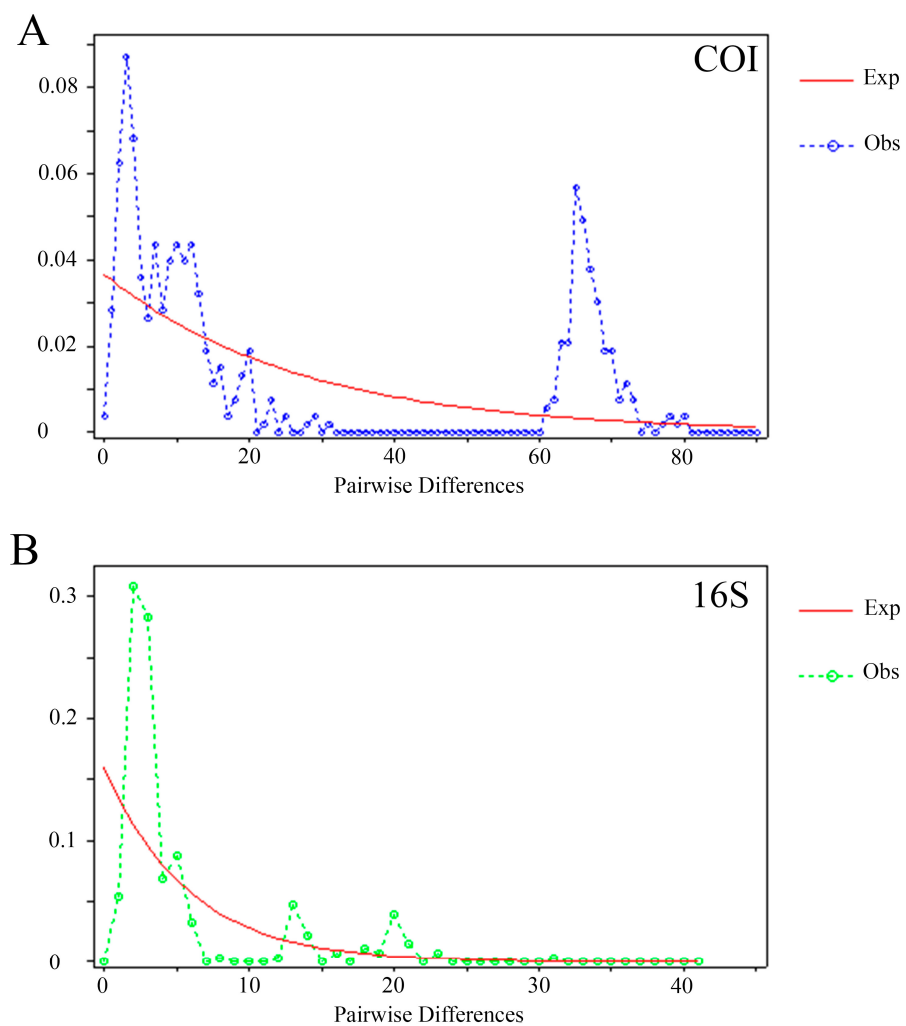 A
COI
Exp
Obs
0.08
0.06
0.04
0.02
0
0 20 40 60 80
Pairwise Differences
B
16S
Exp
Obs
0.3
0.2
0.1
0
0 10 20 30 40
Pairwise Differences